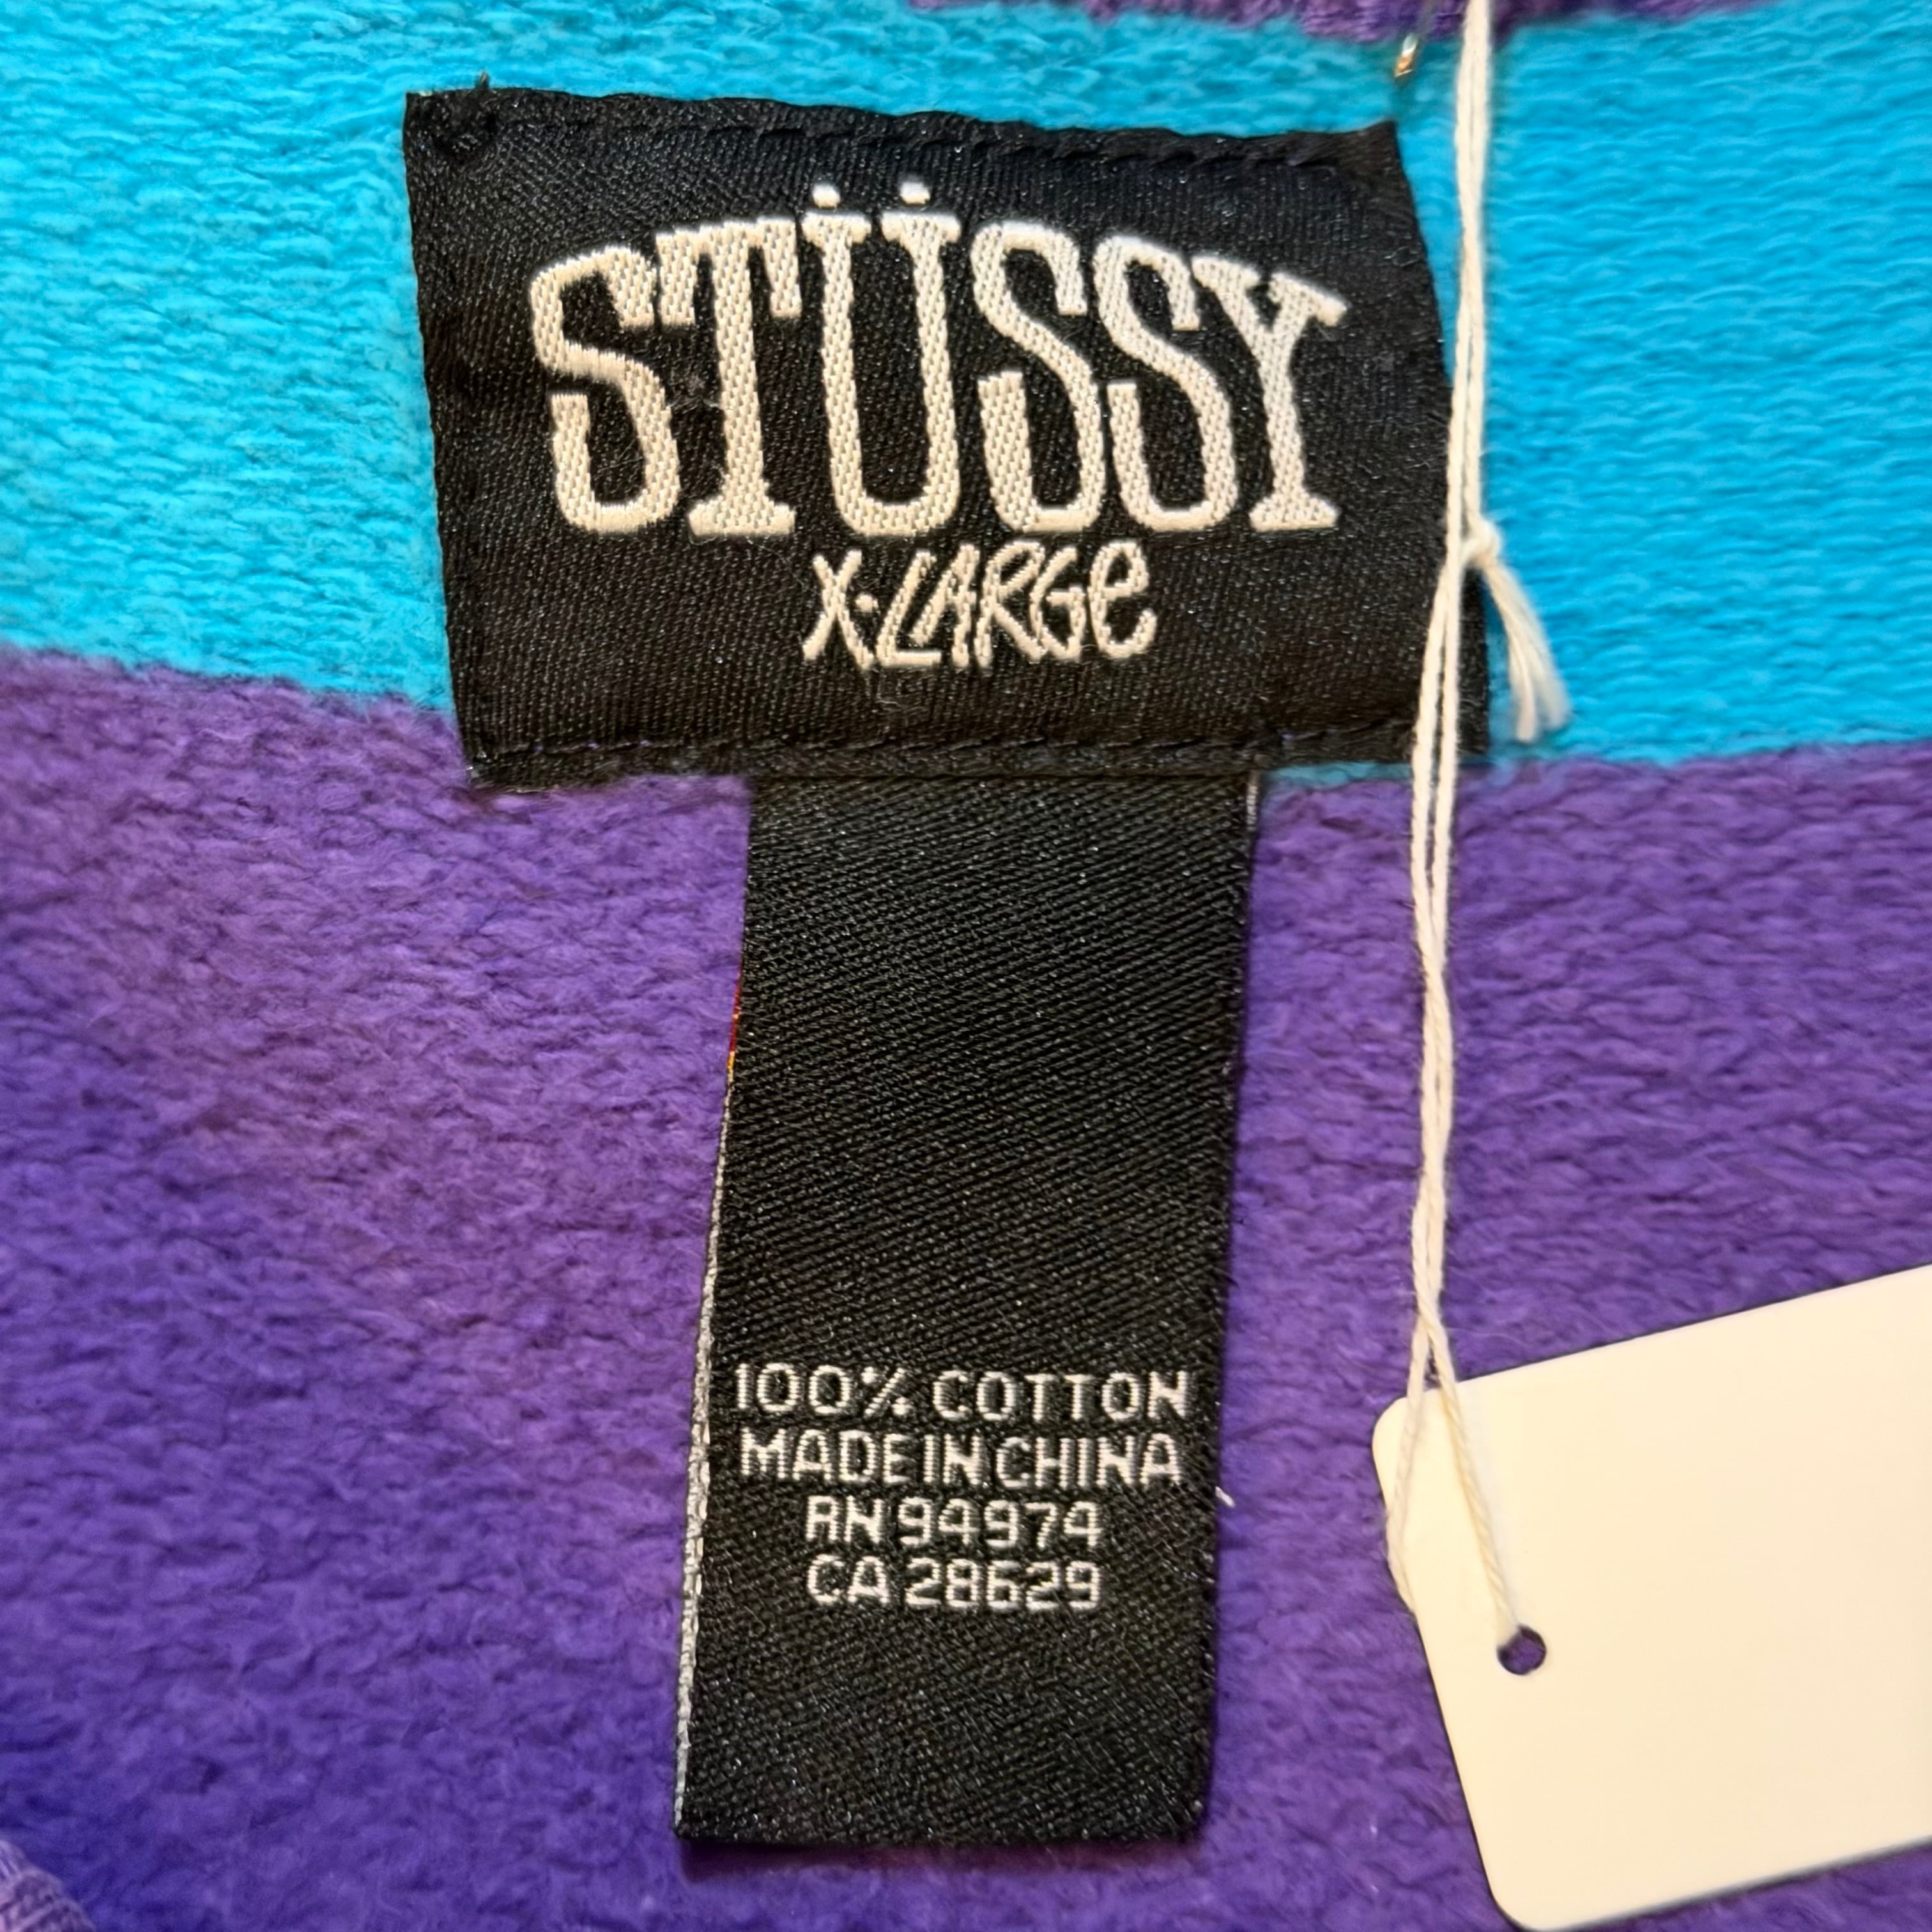 STÜSSY
X-LARGe
100% COTTON
MADE IN CHINA
RN 94974
CA 28629